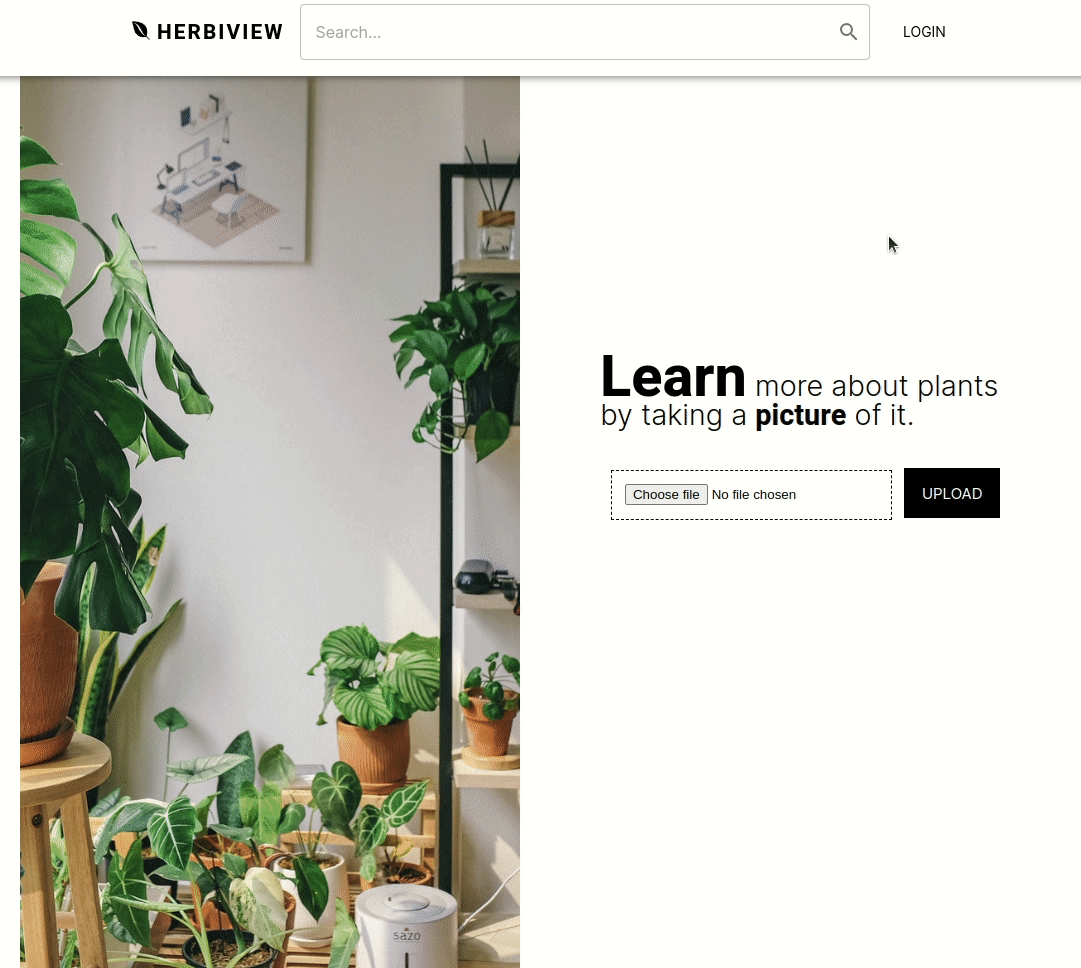 HERBIVIEW
Search...
LOGIN
Learn more about plants
by taking a picture of it.
Choose file No file chosen
UPLOAD
sazo